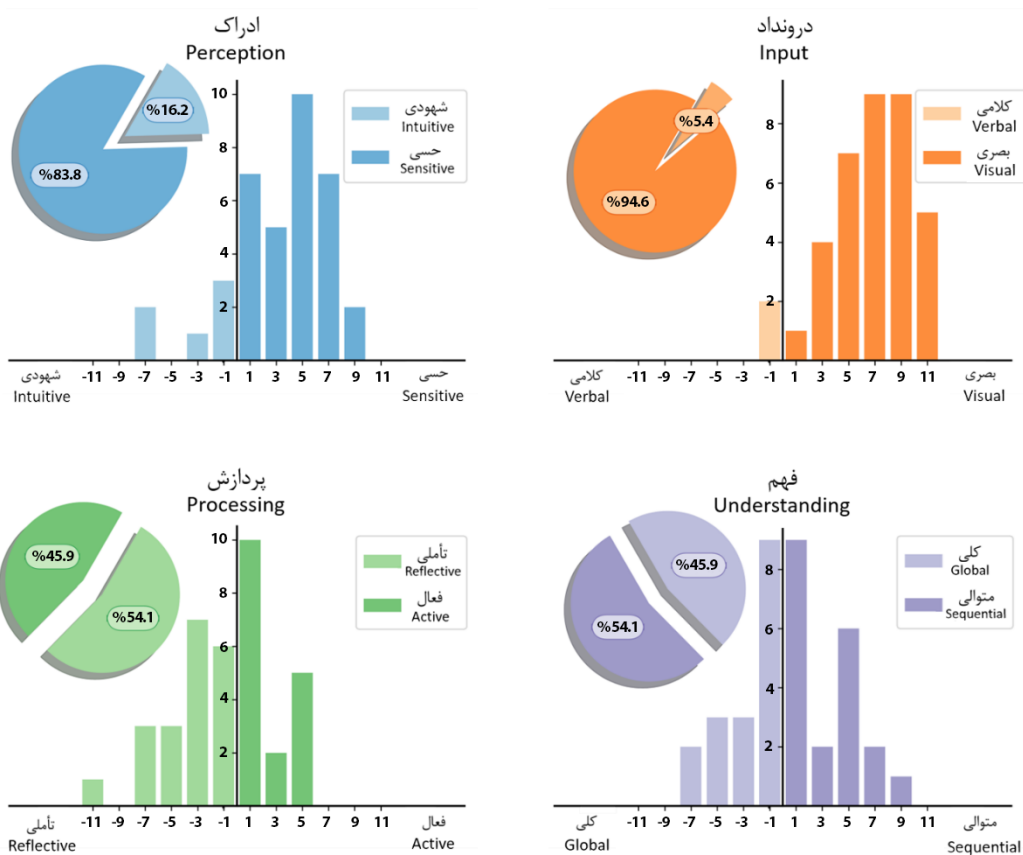 ادراک
Perception
%16.2
%83.8
شهودی
Intuitive
حسی
Sensitive
10
8
6
4
2
-11 -9 -7 -5 -3 -1 1 3 5 7 9 11
شهودی
Intuitive
حسی
Sensitive
درونداد
Input
%5.4
%94.6
کلامی
Verbal
بصری
Visual
8
6
4
2
-11 -9 -7 -5 -3 -1 1 3 5 7 9 11
کلامی
Verbal
بصری
Visual
پردازش
Processing
%45.9
%54.1
تأملی
Reflective
فعال
Active
10
8
6
4
2
-11 -9 -7 -5 -3 -1 1 3 5 7 9 11
تأملی
Reflective
فعال
Active
فهم
Understanding
%45.9
%54.1
کلی
Global
متوالی
Sequential
8
6
4
2
-11 -9 -7 -5 -3 -1 1 3 5 7 9 11
کلی
Global
متوالی
Sequential